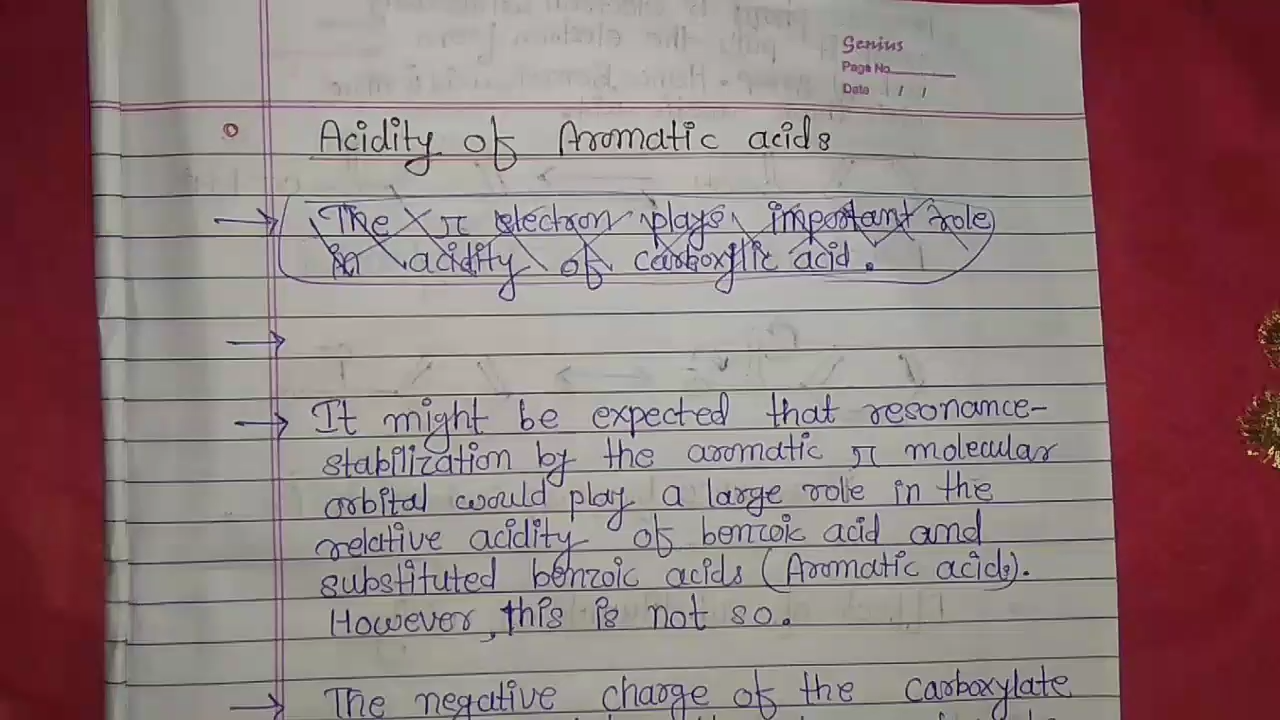 Genius
Page No
Date / /
Acidity of Aromatic acids
The π electron plays important role
in acidity of carboxylic acid.
It might be expected that resonance-
stabilization by the aromatic π molecular
orbital would play a large role in the
relative acidity of benzoic acid and
substituted benzoic acids (Aromatic acids).
However, this is not so.
The negative charge of the carboxylate